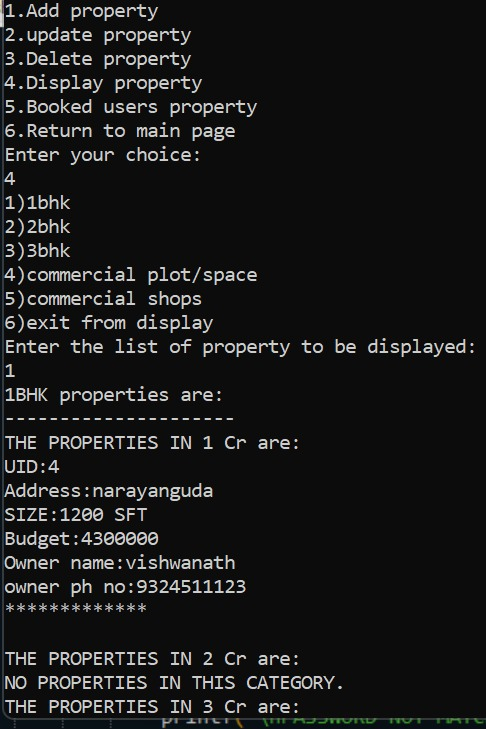 1.Add property
2.update property
3.Delete property
4.Display property
5.Booked users property
6.Return to main page
Enter your choice:
4
1)1bhk
2)2bhk
3)3bhk
4)commercial plot/space
5)commercial shops
6)exit from display
Enter the list of property to be displayed:
1
1BHK properties are:
---------------------
THE PROPERTIES IN 1 Cr are:
UID:4
Address:narayanguda
SIZE:1200 SFT
Budget:4300000
Owner name:vishwanath
owner ph no:9324511123
*************
THE PROPERTIES IN 2 Cr are:
NO PROPERTIES IN THIS CATEGORY.
THE PROPERTIES IN 3 Cr are: